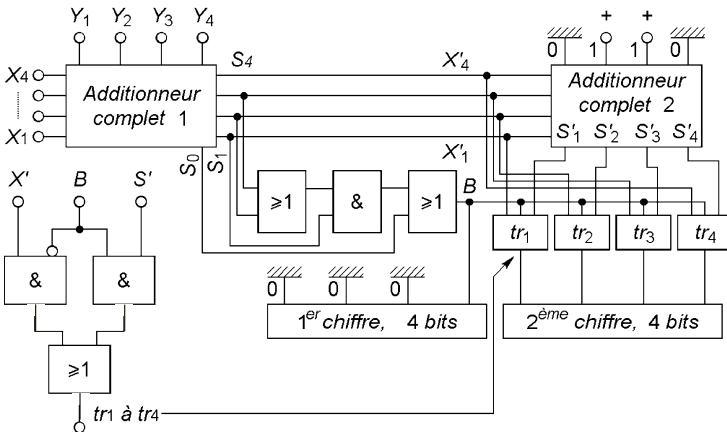 Y1 Y2 Y3 Y4
+ +
0 1 1 0
S4 X'4
X4
X1
Additionneur complet 1
Additionneur complet 2
S'1 S'2 S'3 S'4
S0 S1
X'1
X' B S'
B
≥1 & ≥1
tr1 tr2 tr3 tr4
& &
0 0 0
1er chiffre, 4 bits
2ème chiffre, 4 bits
≥1
tr1 à tr4